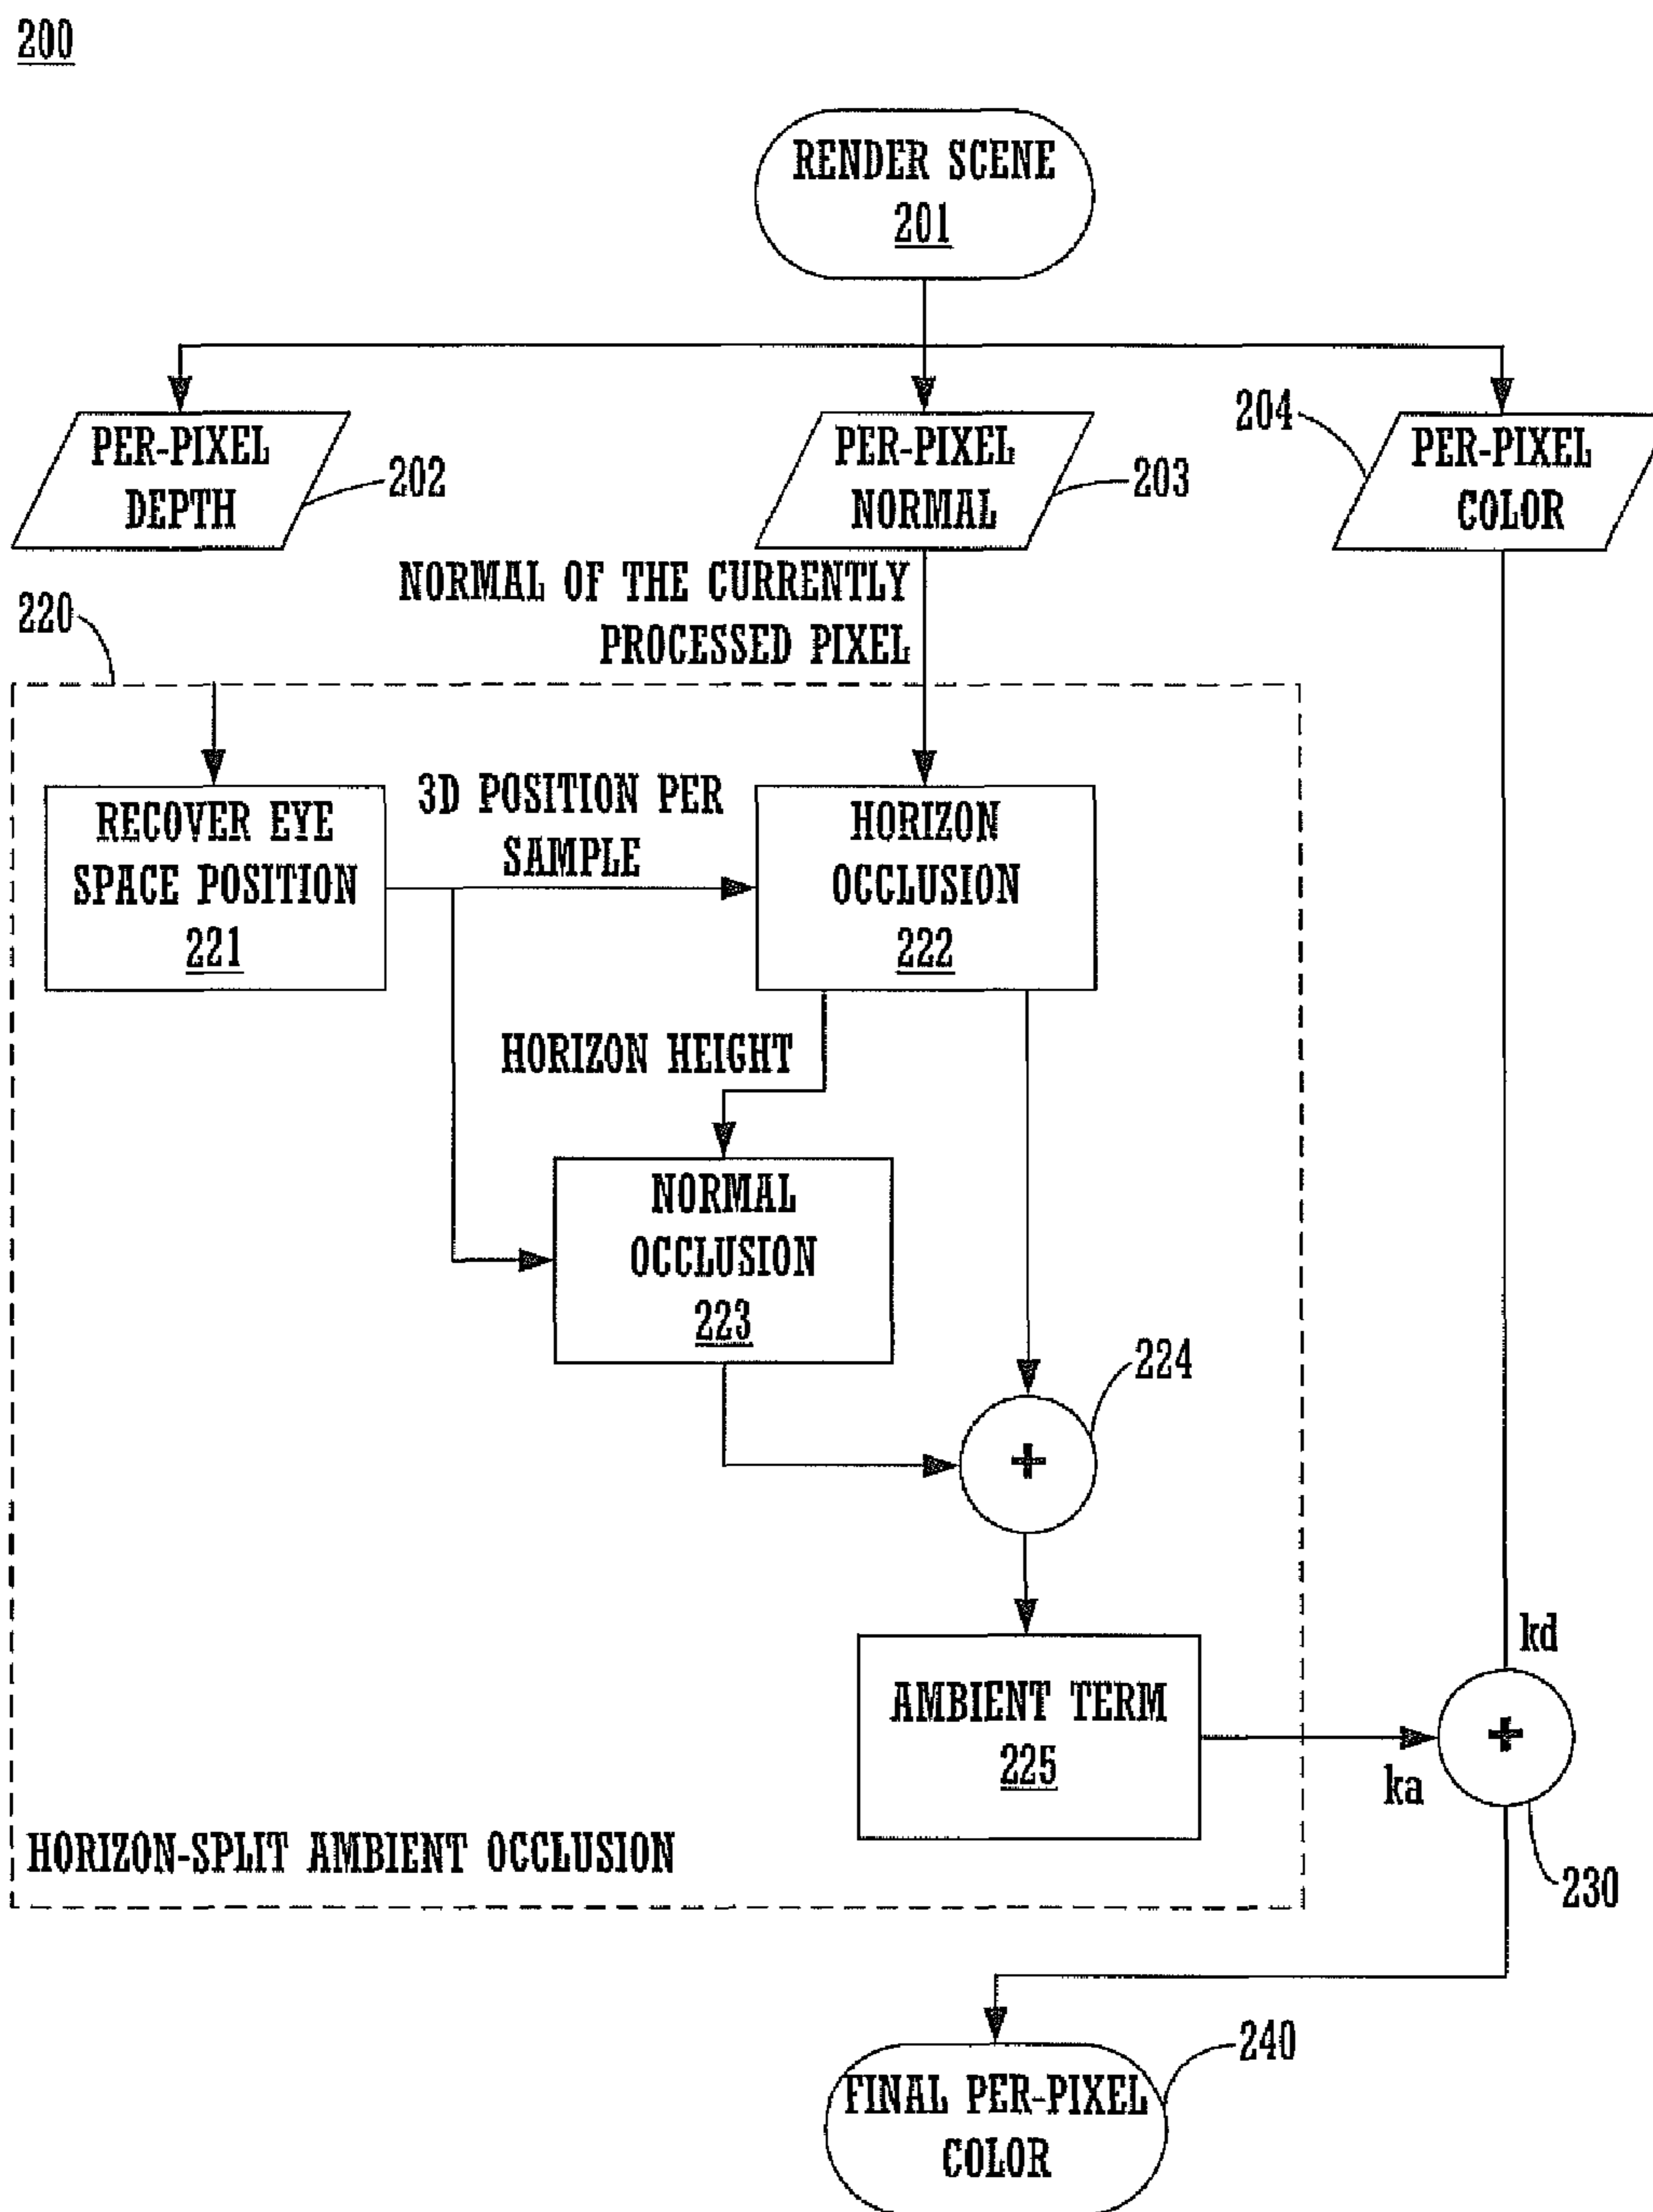 200
RENDER SCENE
201
PER-PIXEL
DEPTH
202
PER-PIXEL
NORMAL
203
204
PER-PIXEL
COLOR
NORMAL OF THE CURRENTLY
PROCESSED PIXEL
220
RECOVER EYE
SPACE POSITION
221
3D POSITION PER
SAMPLE
HORIZON
OCCLUSION
222
HORIZON HEIGHT
NORMAL
OCCLUSION
223
224
+
AMBIENT TERM
225
kd
+
ka
230
HORIZON-SPLIT AMBIENT OCCLUSION
240
FINAL PER-PIXEL
COLOR